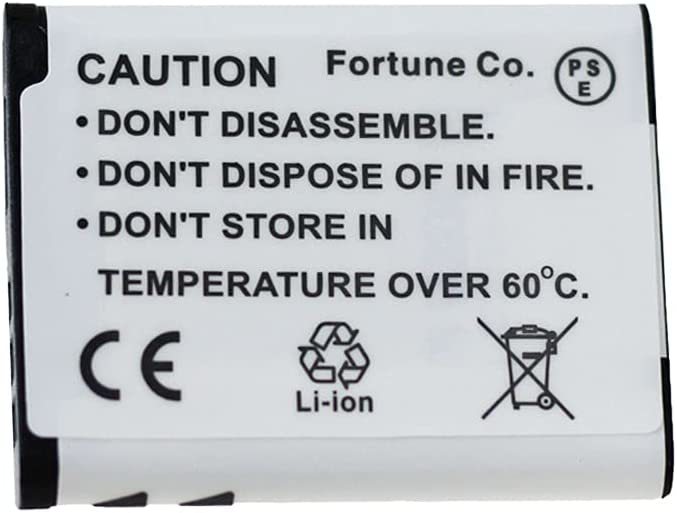 CAUTION Fortune Co. PS
E
•DON'T DISASSEMBLE.
•DON'T DISPOSE OF IN FIRE.
•DON'T STORE IN
TEMPERATURE OVER 60°C.
CE
Li-ion